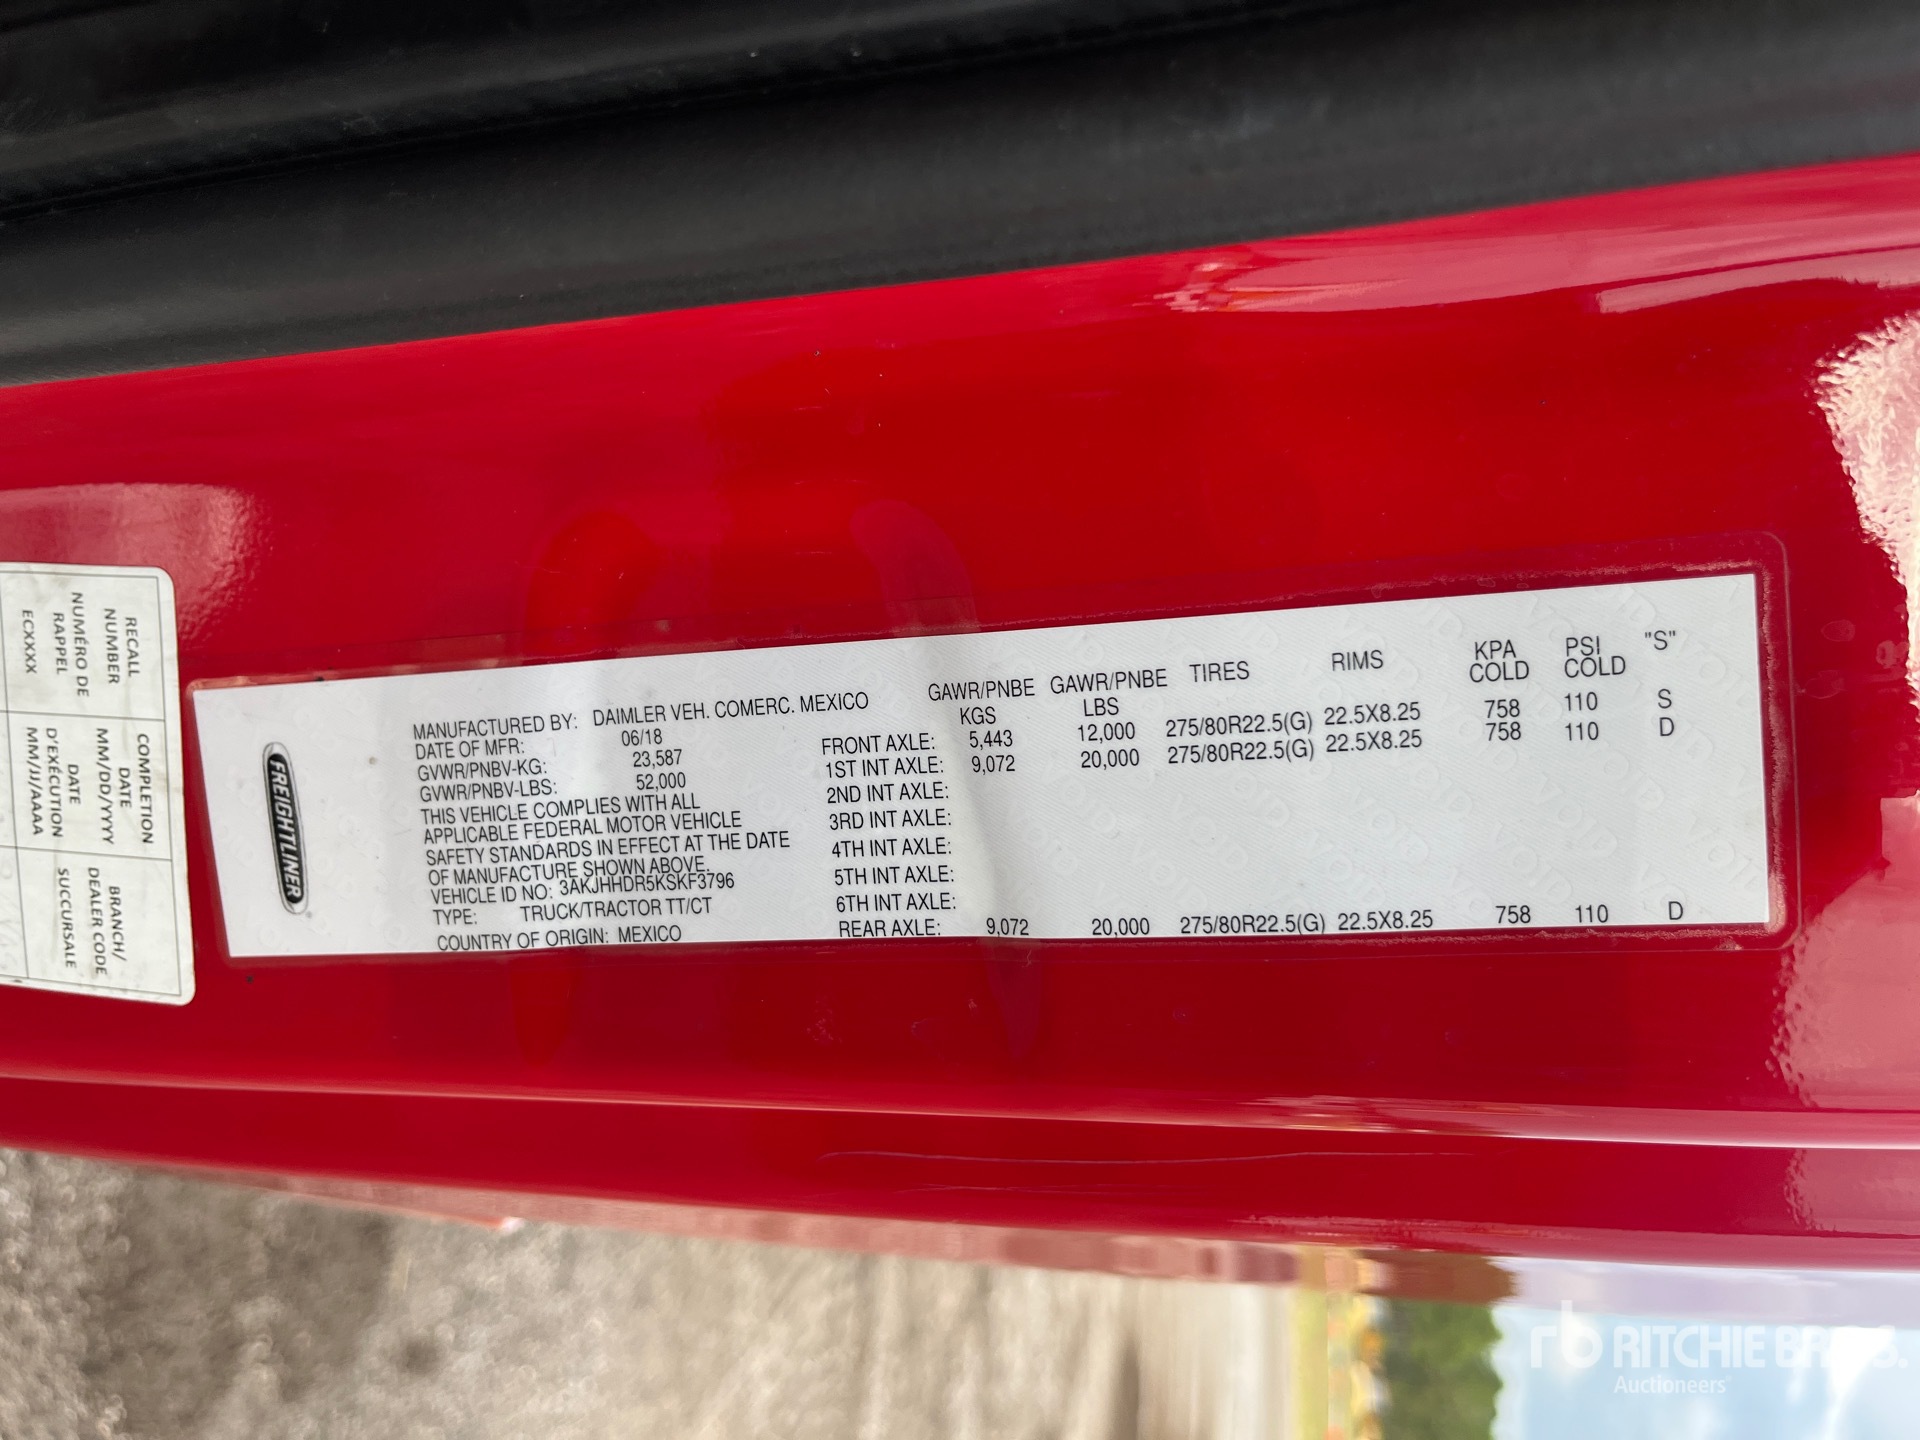 FREIGHTLINER
MANUFACTURED BY: DAIMLER VEH. COMERC. MEXICO
DATE OF MFR: 06/18
GVWR/PNBV-KG: 23,587
GVWR/PNBV-LBS: 52,000
THIS VEHICLE COMPLIES WITH ALL
APPLICABLE FEDERAL MOTOR VEHICLE
SAFETY STANDARDS IN EFFECT AT THE DATE
OF MANUFACTURE SHOWN ABOVE.
VEHICLE ID NO: 3AKJHHDR5KSKF3796
TYPE: TRUCK/TRACTOR TT/CT
COUNTRY OF ORIGIN: MEXICO
GAWR/PNBE GAWR/PNBE TIRES RIMS KPA PSI "S"
KGS LBS COLD COLD
FRONT AXLE: 5,443 12,000 275/80R22.5(G) 22.5X8.25 758 110 S
1ST INT AXLE: 9,072 20,000 275/80R22.5(G) 22.5X8.25 758 110 D
2ND INT AXLE:
3RD INT AXLE:
4TH INT AXLE:
5TH INT AXLE:
6TH INT AXLE:
REAR AXLE: 9,072 20,000 275/80R22.5(G) 22.5X8.25 758 110 D
RECALL
NUMBER
NUMÉRO DE
RAPPEL
ECXXXX
COMPLETION
DATE
MM/DD/YYYY
DATE
D'EXÉCUTION
MM/JJ/AAAA
BRANCH/
DEALER CODE
SUCCURSALE
rb RITCHIE BROS.
Auctioneers